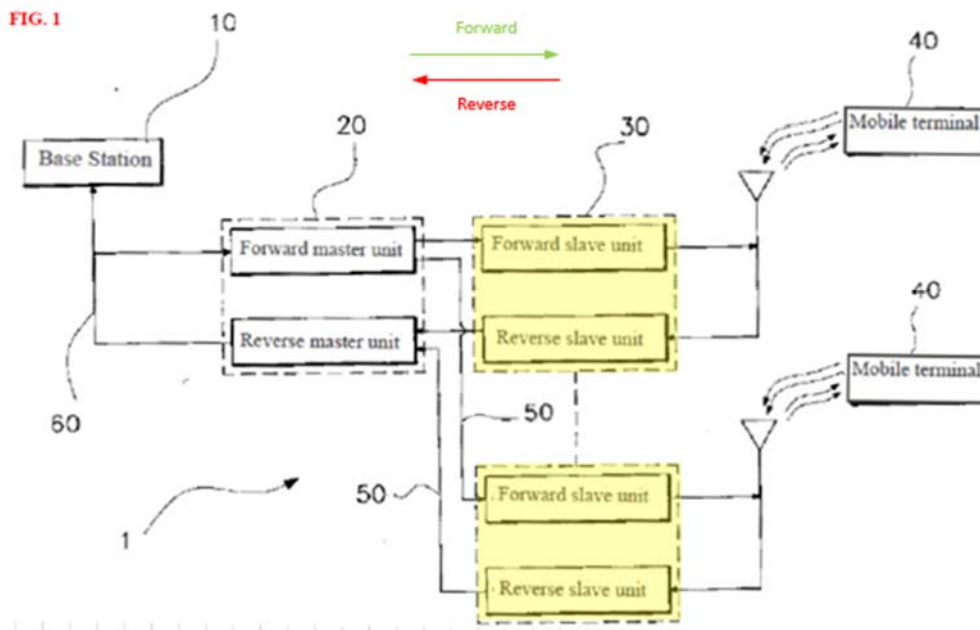 FIG. 1
Forward
Reverse
10
20
30
40
Base Station
Mobile terminal
Forward master unit
Forward slave unit
Reverse master unit
Reverse slave unit
40
Mobile terminal
60
50
50
Forward slave unit
1
Reverse slave unit